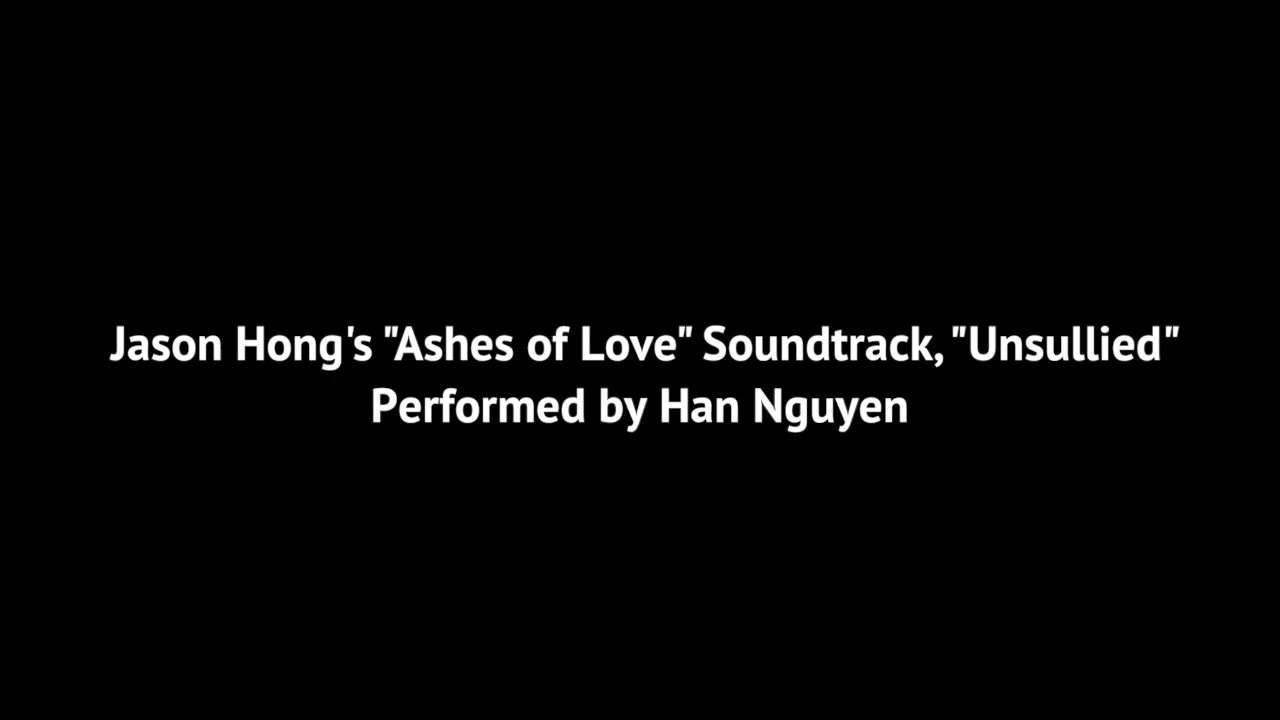 Jason Hong's "Ashes of Love" Soundtrack, "Unsullied"
Performed by Han Nguyen